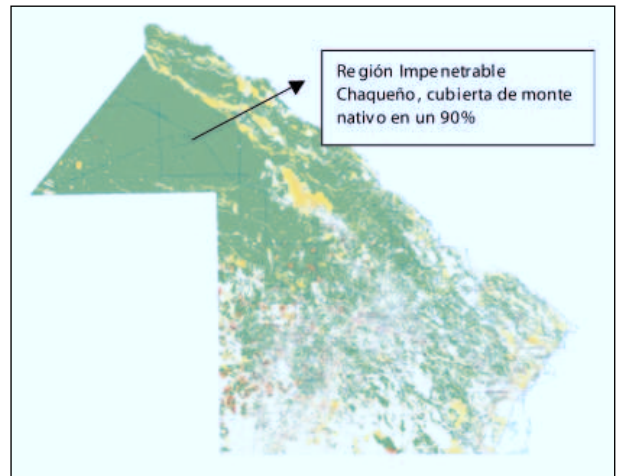 Región Impenetrable
Chaqueño, cubierta de monte
nativo en un 90%